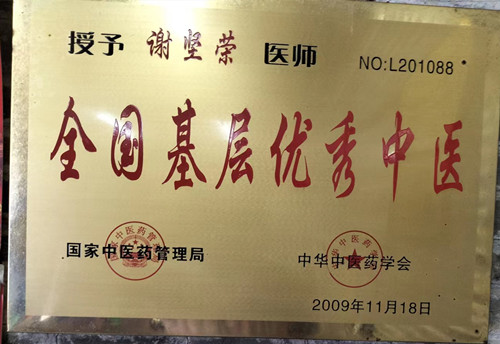 授予 谢坚荣 医师
NO:L201088
全国基层优秀中医
国家中医药管理局
中华中医药学会
2009年11月18日